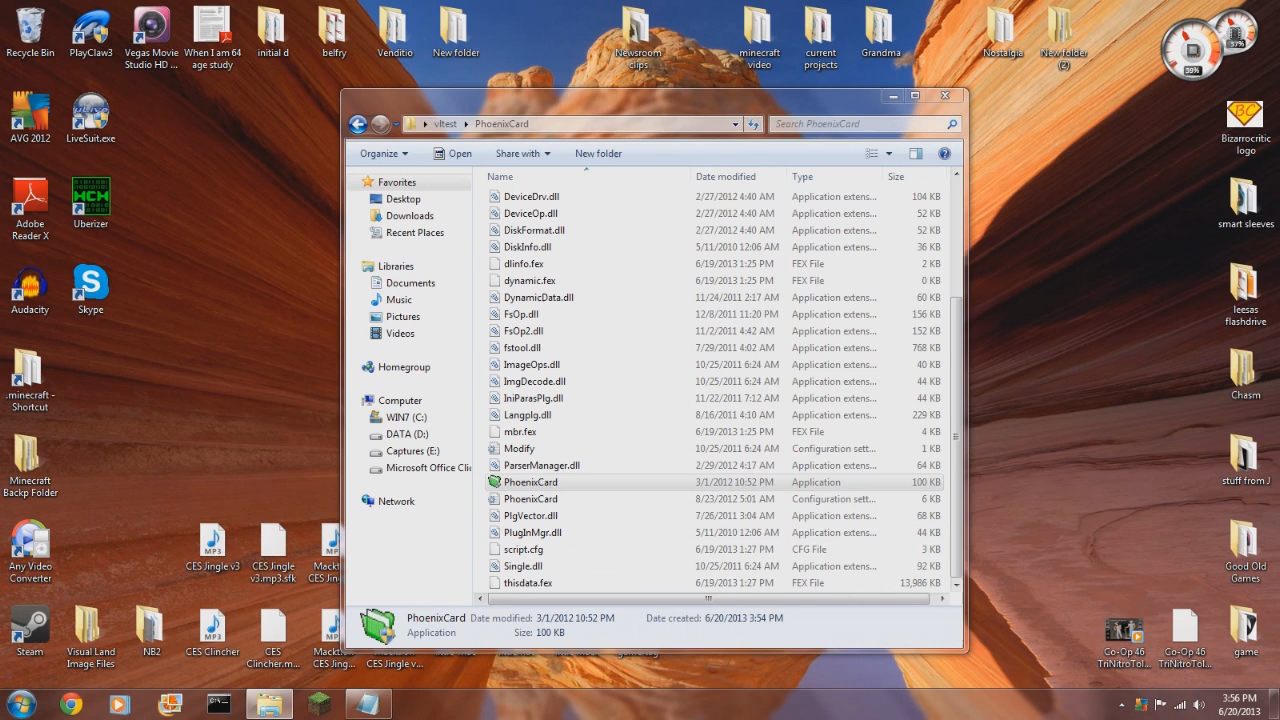 Recycle Bin
PlayClaw3
Vegas Movie Studio HD ...
When I am 64 age study
initial d
belfry
Venditio
New folder
Newsroom clips
minecraft video
current projects
Grandma
Nostalgia
New folder (2)
39%
37%
AVG 2012
LiveSuit.exe
BC
Bizarrocritic logo
Adobe Reader X
Uberizer
smart sleeves
Audacity
Skype
leesas flashdrive
.minecraft - Shortcut
Chasm
Minecraft Backp Folder
stuff from J
Any Video Converter
MP3
CES Jingle v3
CES Jingle v3.mp3.sfk
Good Old Games
Steam
Visual Land Image Files
NB2
MP3
CES Clincher
CES Clincher.m...
CES Jing...
CES Jingle v...
Co-Op 46 TriNitroTol...
Co-Op 46 TriNitroTol...
game
vltest
PhoenixCard
Search PhoenixCard
Organize
Open
Share with
New folder
Favorites
Desktop
Downloads
Recent Places
Libraries
Documents
Music
Pictures
Videos
Homegroup
Computer
WIN7 (C:)
DATA (D:)
Captures (E:)
Microsoft Office Clic
Network
Name Date modified Type Size
DeviceDrv.dll 2/27/2012 4:40 AM Application extens... 104 KB
DeviceOp.dll 2/27/2012 4:40 AM Application extens... 52 KB
DiskFormat.dll 2/27/2012 4:40 AM Application extens... 52 KB
DiskInfo.dll 5/11/2010 12:06 AM Application extens... 36 KB
dlinfo.fex 6/19/2013 1:25 PM FEX File 2 KB
dynamic.fex 6/19/2013 1:25 PM FEX File 0 KB
DynamicData.dll 11/24/2011 2:17 AM Application extens... 60 KB
FsOp.dll 12/8/2011 11:20 PM Application extens... 156 KB
FsOp2.dll 11/2/2011 4:42 AM Application extens... 152 KB
fstool.dll 7/29/2011 4:02 AM Application extens... 768 KB
ImageOps.dll 10/25/2011 6:24 AM Application extens... 40 KB
ImgDecode.dll 10/25/2011 6:24 AM Application extens... 44 KB
IniParasPlg.dll 11/22/2011 7:12 AM Application extens... 44 KB
Langplg.dll 8/16/2011 4:10 AM Application extens... 229 KB
mbr.fex 6/19/2013 1:25 PM FEX File 4 KB
Modify 10/25/2011 6:24 AM Configuration sett... 1 KB
ParserManager.dll 2/29/2012 4:17 AM Application extens... 64 KB
PhoenixCard 3/1/2012 10:52 PM Application 100 KB
PhoenixCard 8/23/2012 5:01 AM Configuration sett... 6 KB
PlgVector.dll 7/26/2011 3:04 AM Application extens... 68 KB
PlugInMgr.dll 5/11/2010 12:06 AM Application extens... 44 KB
script.cfg 6/19/2013 1:27 PM CFG File 3 KB
Single.dll 10/25/2011 6:24 AM Application extens... 92 KB
thisdata.fex 6/19/2013 1:27 PM FEX File 13,986 KB
PhoenixCard Date modified: 3/1/2012 10:52 PM Date created: 6/20/2013 3:54 PM
Application Size: 100 KB
3:56 PM
6/20/2013